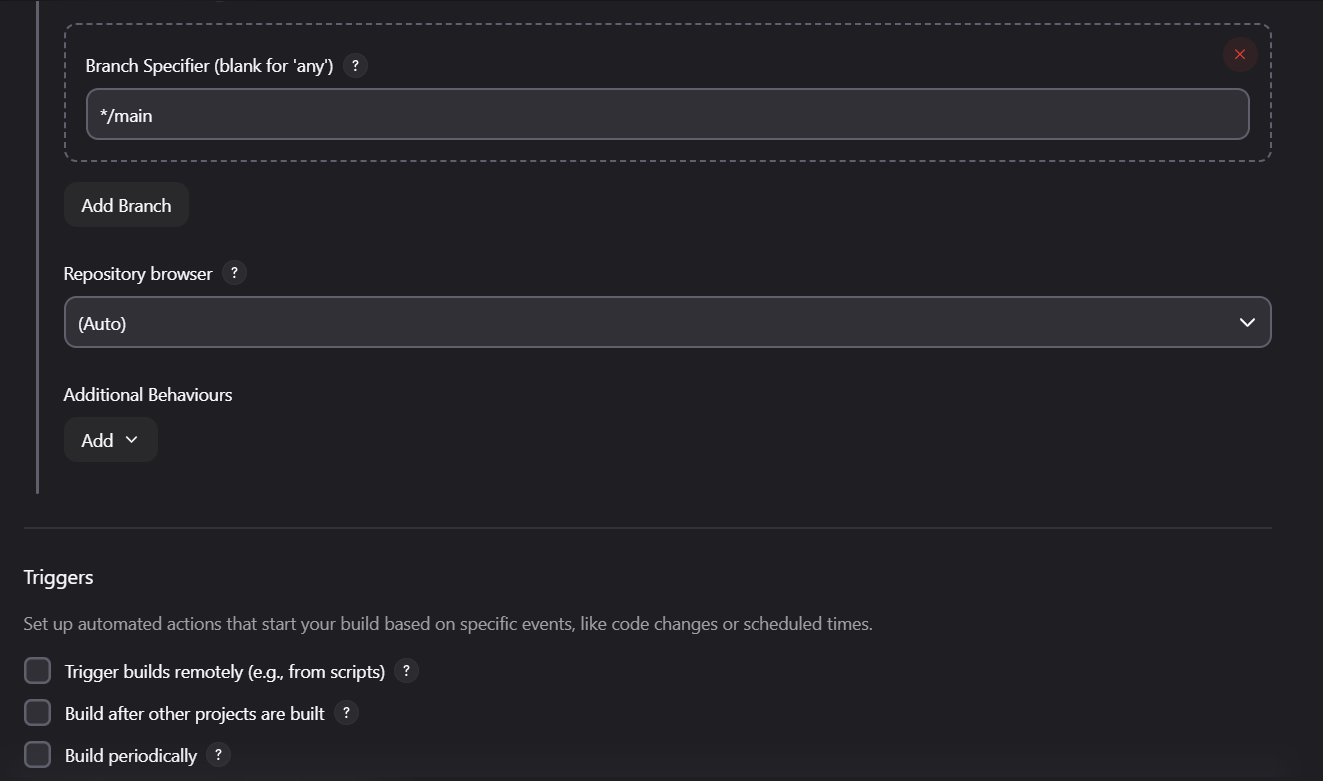 Branch Specifier (blank for 'any') ?
*/main
Add Branch
Repository browser ?
(Auto)
Additional Behaviours
Add
Triggers
Set up automated actions that start your build based on specific events, like code changes or scheduled times.
Trigger builds remotely (e.g., from scripts) ?
Build after other projects are built ?
Build periodically ?